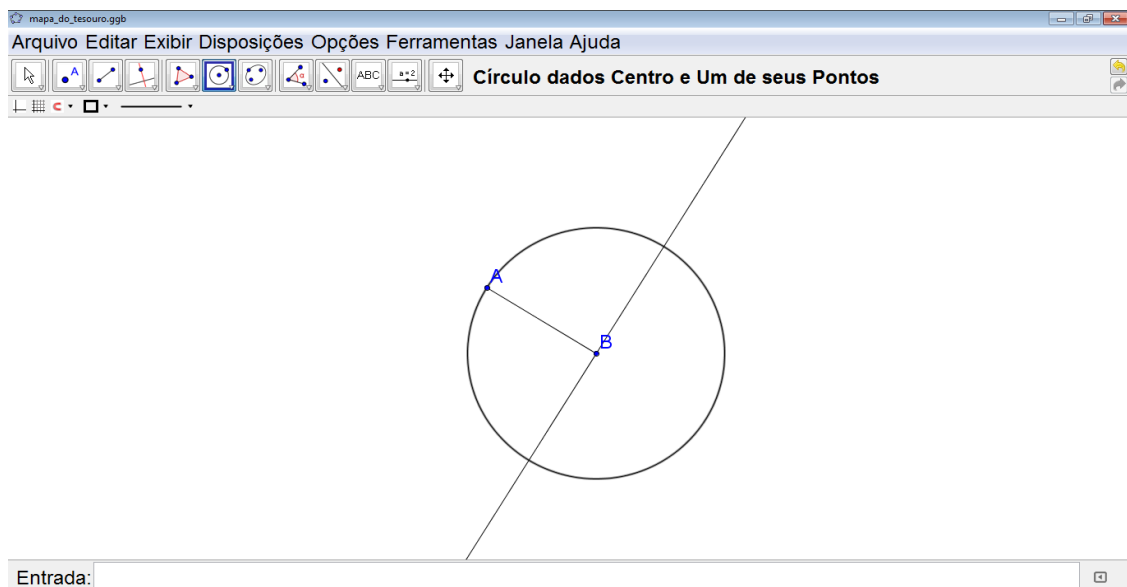 mapa_do_tesouro.ggb
Arquivo Editar Exibir Disposições Opções Ferramentas Janela Ajuda
A α ABC a=2 Círculo dados Centro e Um de seus Pontos
A
B
Entrada: